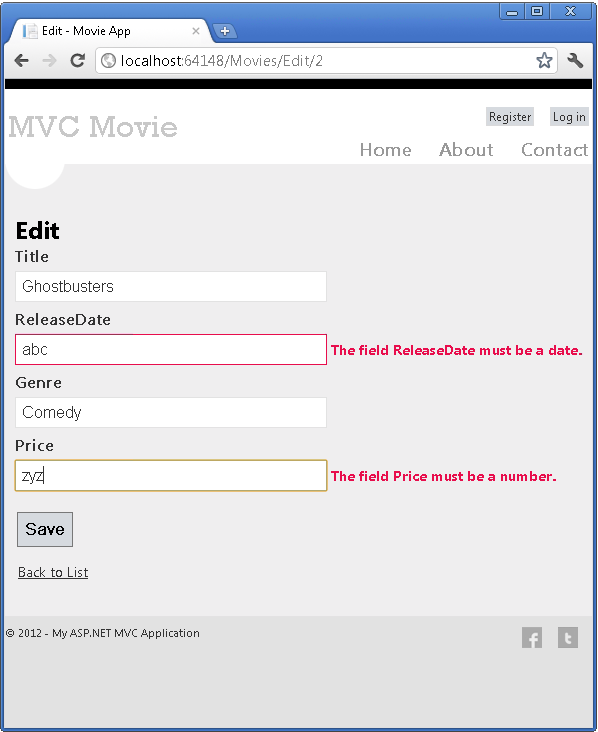 Edit - Movie App
localhost:64148/Movies/Edit/2
Register Log in
MVC Movie
Home About Contact
Edit
Title
Ghostbusters
ReleaseDate
abc The field ReleaseDate must be a date.
Genre
Comedy
Price
zyz The field Price must be a number.
Save
Back to List
© 2012 - My ASP.NET MVC Application
f t